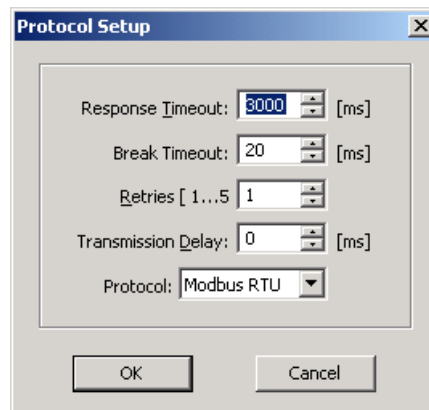 Protocol Setup
Response Timeout: 3000 [ms]
Break Timeout: 20 [ms]
Retries [ 1...5 1
Transmission Delay: 0 [ms]
Protocol: Modbus RTU
OK Cancel